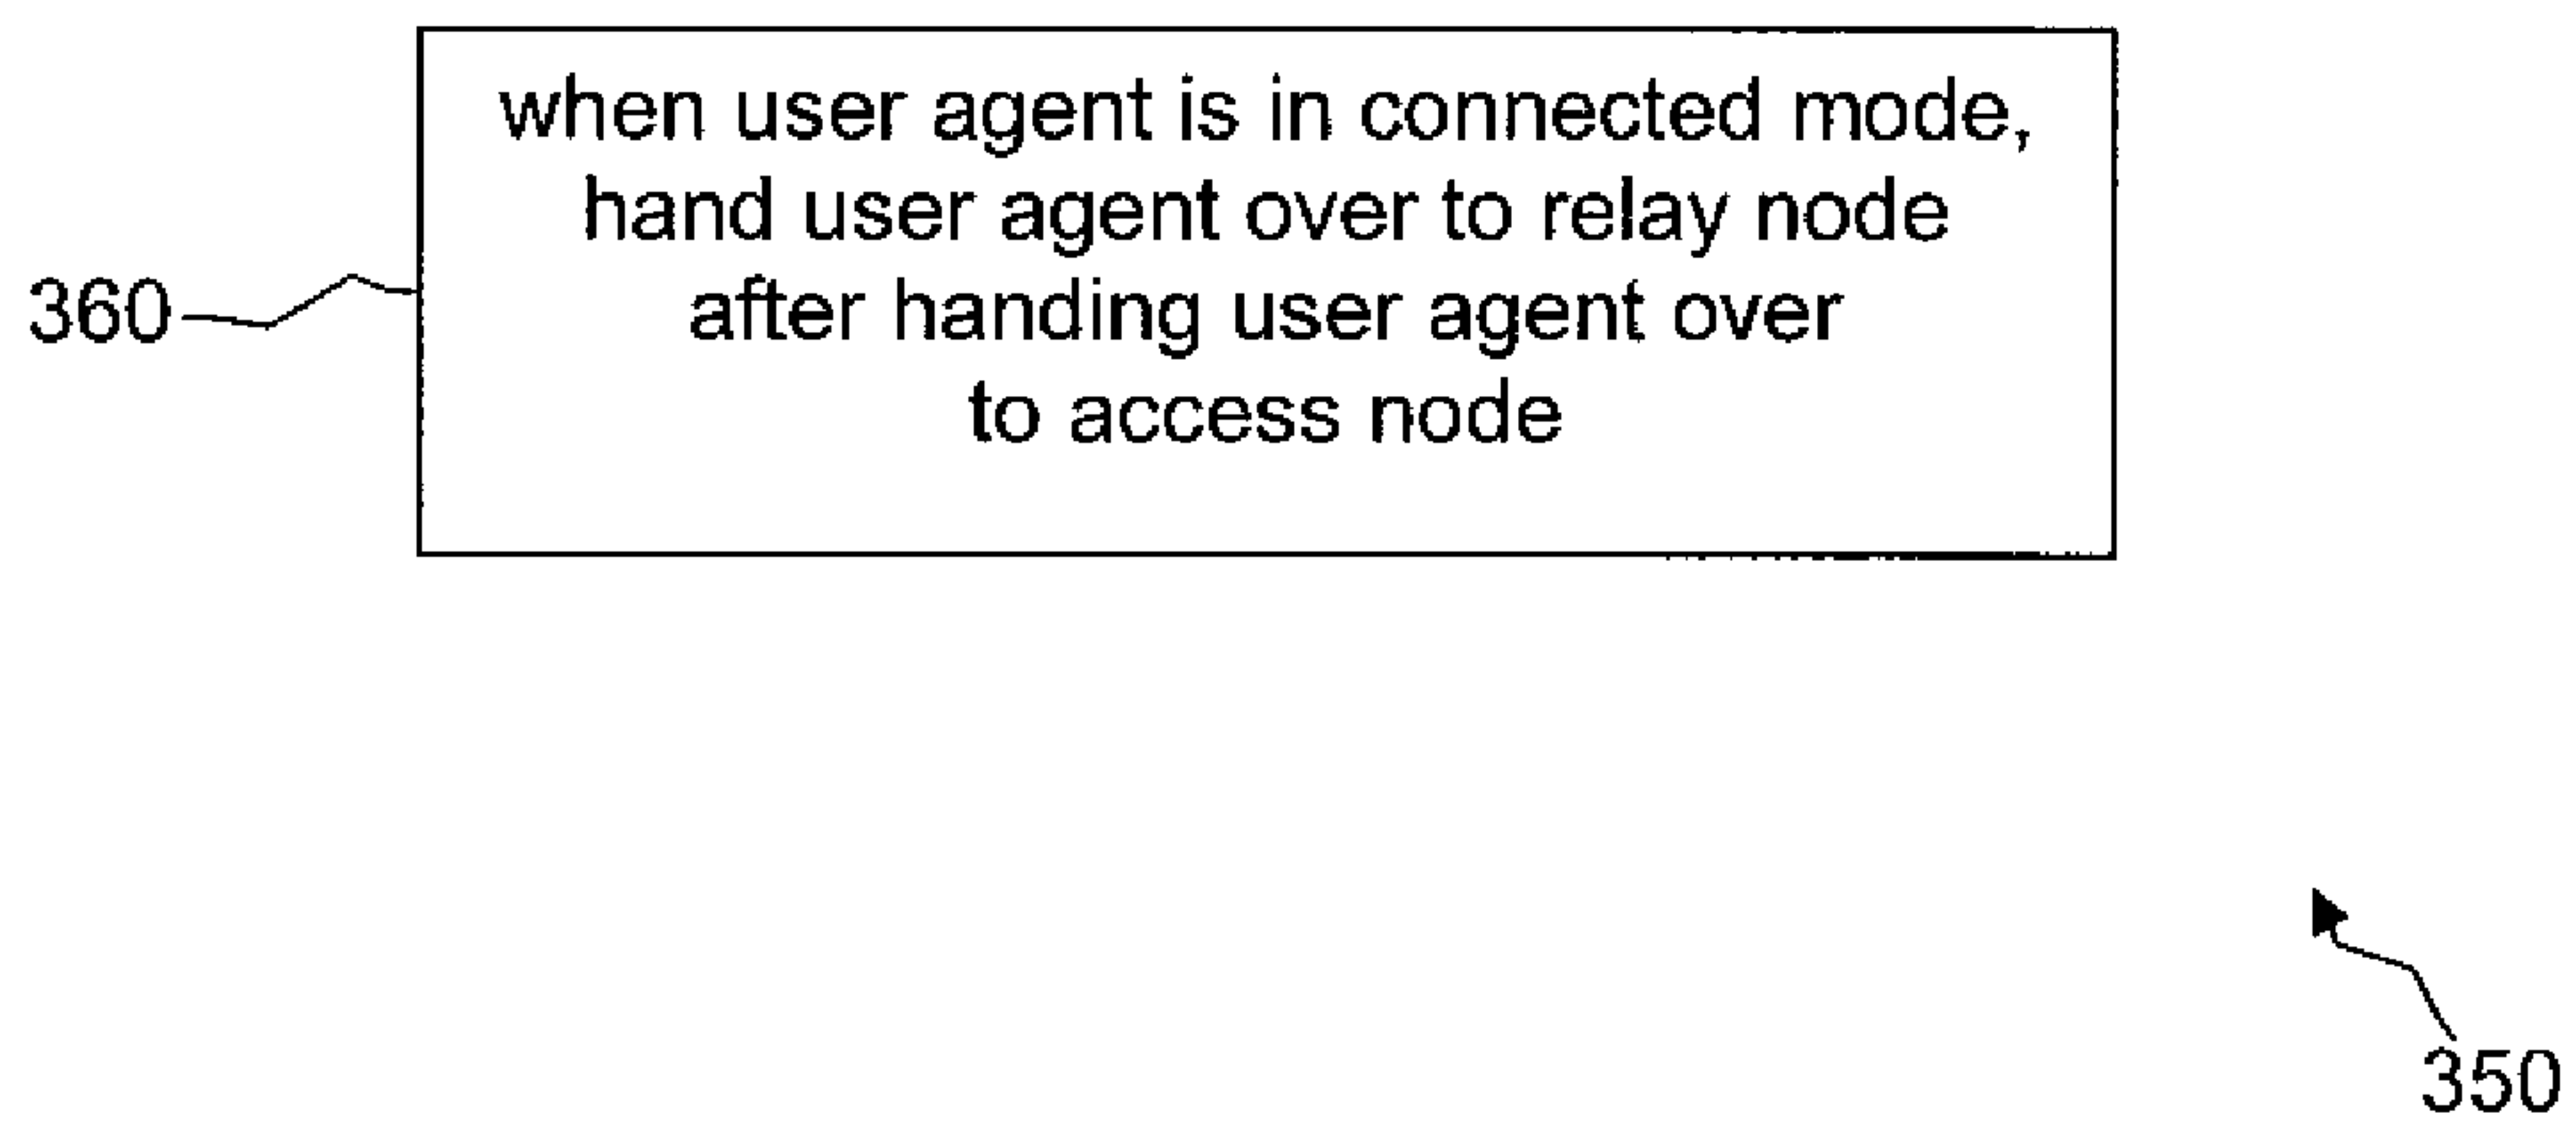 when user agent is in connected mode,
hand user agent over to relay node
after handing user agent over
to access node
360
350